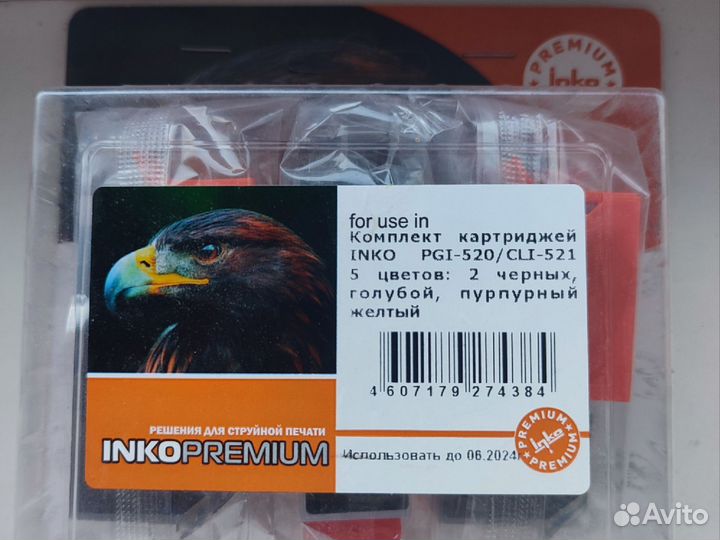 PREMIUM
inko
for use in
Комплект картриджей
INKO PGI-520/CLI-521
5 цветов: 2 черных,
голубой, пурпурный
желтый
4 607179 274384
РЕШЕНИЯ ДЛЯ СТРУЙНОЙ ПЕЧАТИ
INKOPREMIUM
Использовать до 06.2024г
PREMIUM
inko
PREMIUM
Avito